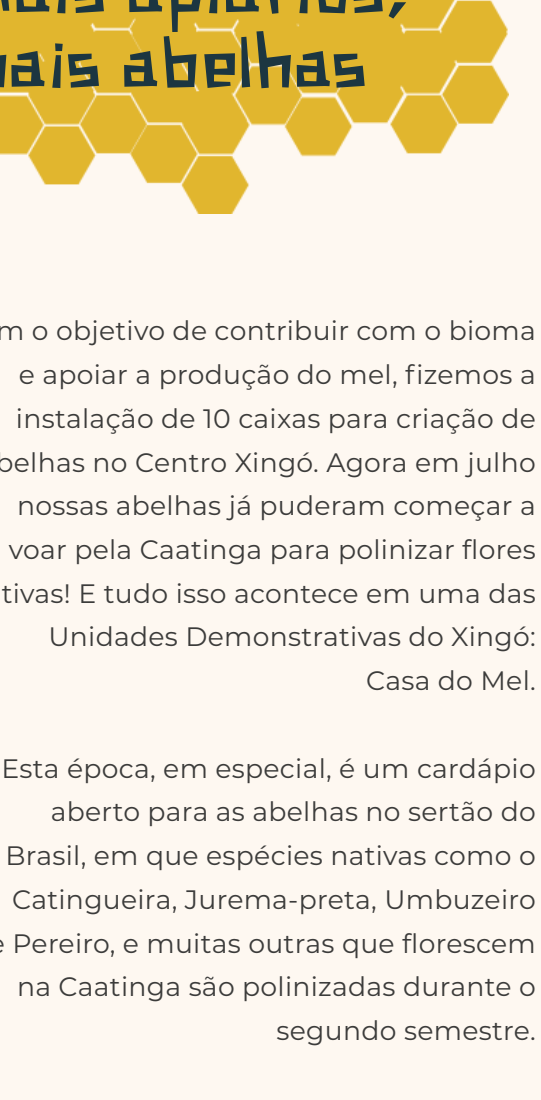 ais apiários,
ais abelhas
m o objetivo de contribuir com o bioma
e apoiar a produção do mel, fizemos a
instalação de 10 caixas para criação de
belhas no Centro Xingó. Agora em julho
nossas abelhas já puderam começar a
voar pela Caatinga para polinizar flores
tivas! E tudo isso acontece em uma das
Unidades Demonstrativas do Xingó:
Casa do Mel.
Esta época, em especial, é um cardápio
aberto para as abelhas no sertão do
Brasil, em que espécies nativas como o
Catingueira, Jurema-preta, Umbuzeiro
e Pereiro, e muitas outras que florescem
na Caatinga são polinizadas durante o
segundo semestre.